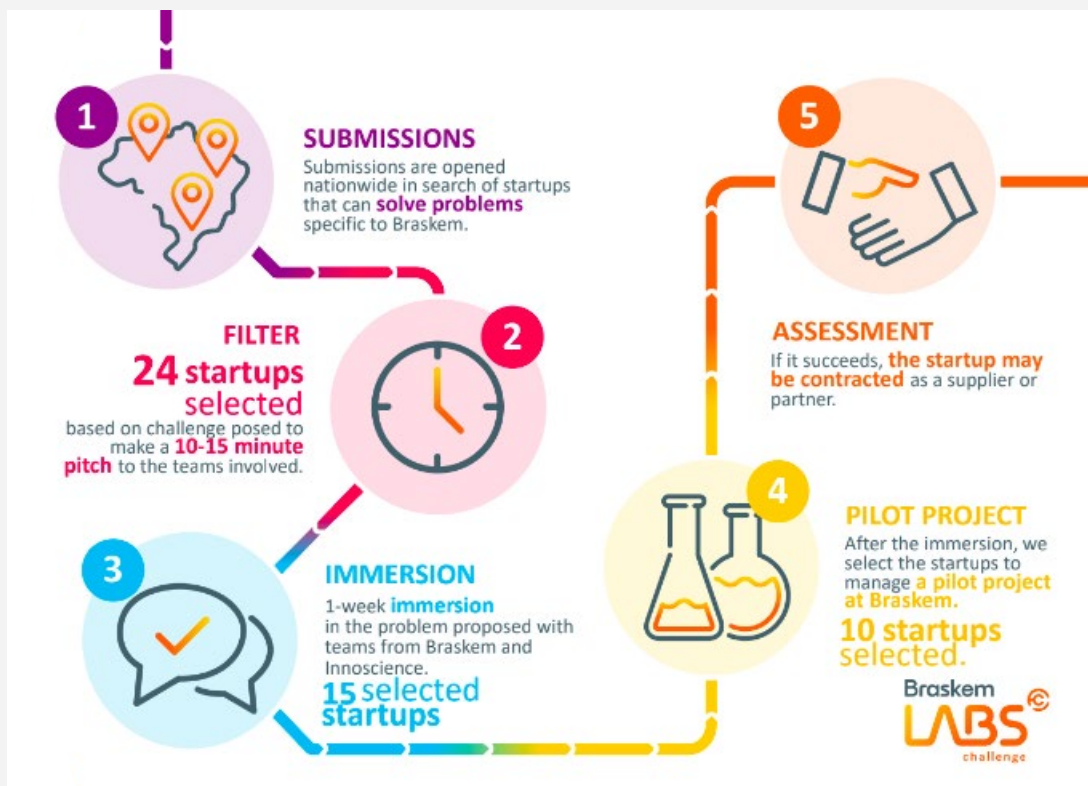 1
SUBMISSIONS
Submissions are opened
nationwide in search of startups
that can solve problems
specific to Braskem.
2
FILTER
24 startups
selected
based on challenge posed to
make a 10-15 minute
pitch to the teams involved.
3
IMMERSION
1-week immersion
in the problem proposed with
teams from Braskem and
Innoscience.
15 selected
startups
4
PILOT PROJECT
After the immersion, we
select the startups to
manage a pilot project
at Braskem.
10 startups
selected.
5
ASSESSMENT
If it succeeds, the startup may
be contracted as a supplier or
partner.
Braskem
LABS
challenge